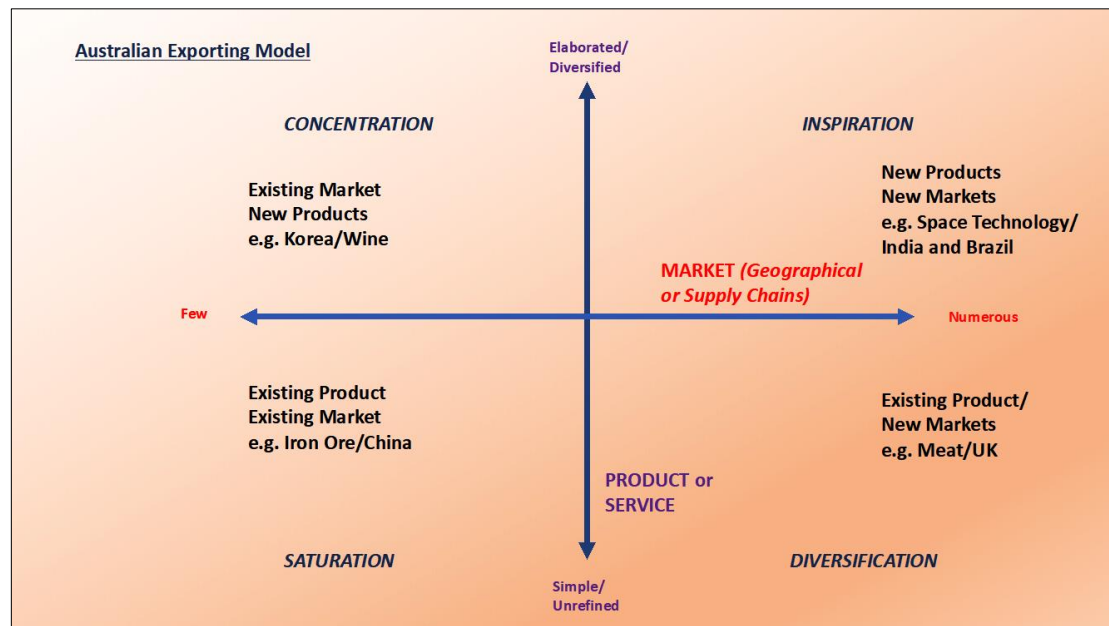 Australian Exporting Model
Elaborated/
Diversified
CONCENTRATION
INSPIRATION
Existing Market
New Products
e.g. Korea/Wine
New Products
New Markets
e.g. Space Technology/
India and Brazil
MARKET (Geographical
or Supply Chains)
Few
Numerous
Existing Product
Existing Market
e.g. Iron Ore/China
Existing Product/
New Markets
e.g. Meat/UK
PRODUCT or
SERVICE
SATURATION
DIVERSIFICATION
Simple/
Unrefined